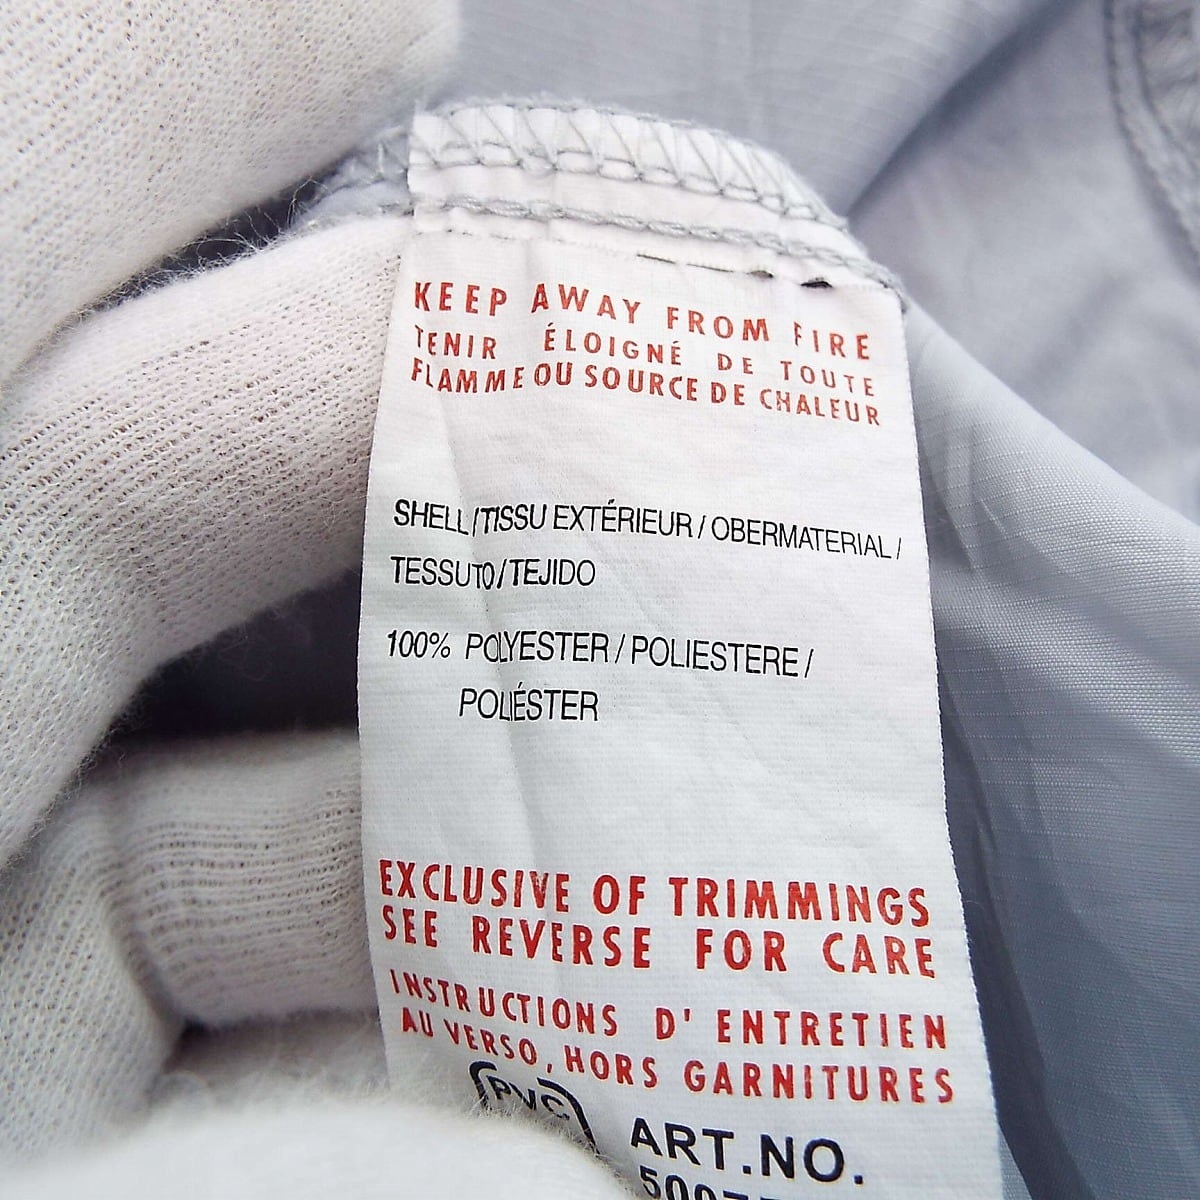 KEEP AWAY FROM FIRE
TENIR ÉLOIGNÉ DE TOUTE
FLAMME OU SOURCE DE CHALEUR
SHELL/TISSU EXTÉRIEUR/OBERMATERIAL/
TESSUTO/TEJIDO
100% POLYESTER/POLIESTERE/
POLIÉSTER
EXCLUSIVE OF TRIMMINGS
SEE REVERSE FOR CARE
INSTRUCTIONS D'ENTRETIEN
AU VERSO, HORS GARNITURES
PVC
ART.NO.